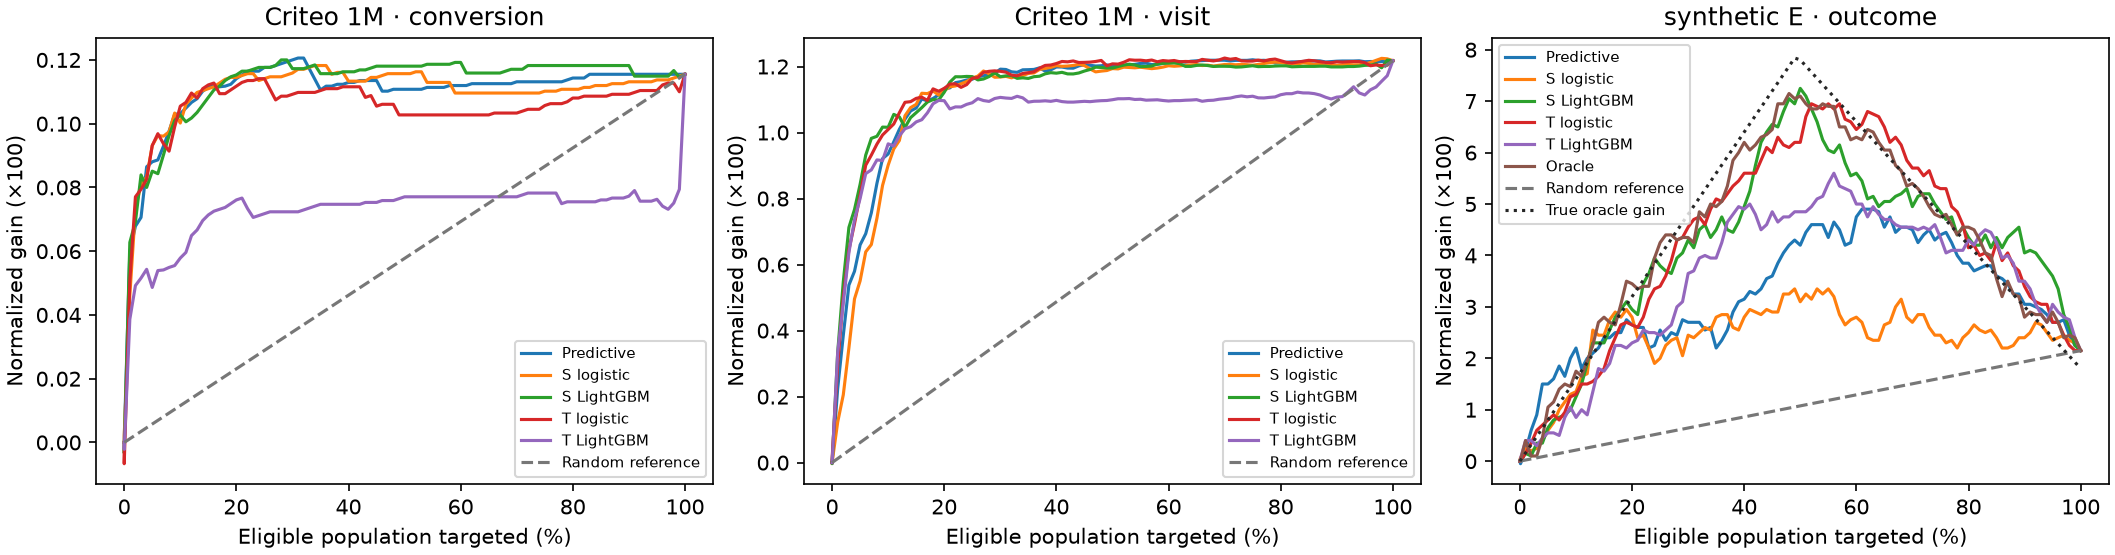 Criteo 1M · conversion
Normalized gain (×100)
0.12
0.10
0.08
0.06
0.04
0.02
0.00
0
20
40
60
80
100
Eligible population targeted (%)
Predictive
S logistic
S LightGBM
T logistic
T LightGBM
Random reference
Criteo 1M · visit
Normalized gain (×100)
1.2
1.0
0.8
0.6
0.4
0.2
0.0
0
20
40
60
80
100
Eligible population targeted (%)
Predictive
S logistic
S LightGBM
T logistic
T LightGBM
Random reference
synthetic E · outcome
Normalized gain (×100)
8
7
6
5
4
3
2
1
0
0
20
40
60
80
100
Eligible population targeted (%)
Predictive
S logistic
S LightGBM
T logistic
T LightGBM
Oracle
Random reference
True oracle gain